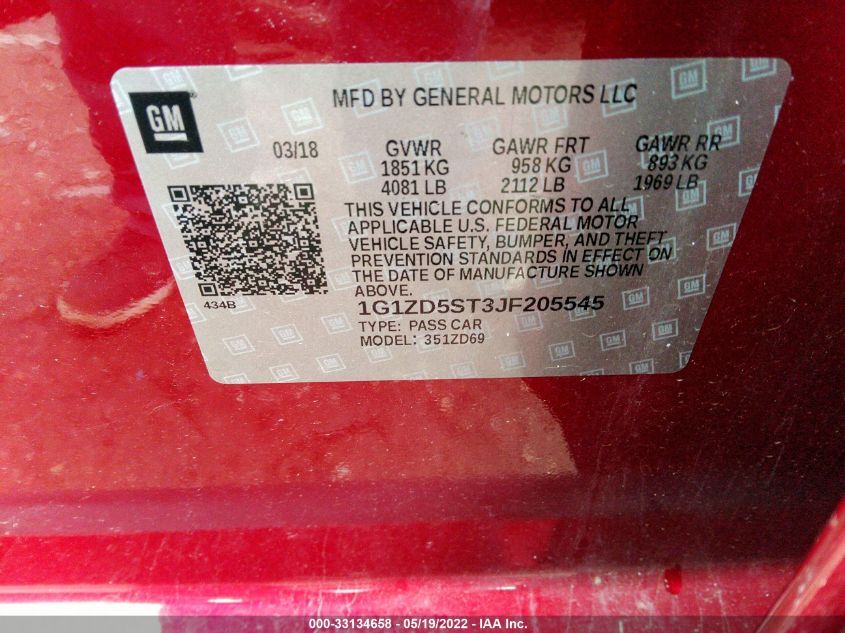 GM
MFD BY GENERAL MOTORS LLC
03/18 GVWR GAWR FRT GAWR RR
1851 KG 958 KG 893 KG
4081 LB 2112 LB 1969 LB
THIS VEHICLE CONFORMS TO ALL
APPLICABLE U.S. FEDERAL MOTOR
VEHICLE SAFETY, BUMPER, AND THEFT
PREVENTION STANDARDS IN EFFECT ON
THE DATE OF MANUFACTURE SHOWN
ABOVE.
434B
1G1ZD5ST3JF205545
TYPE: PASS CAR
MODEL: 351ZD69
000-33134658 - 05/19/2022 - IAA Inc.